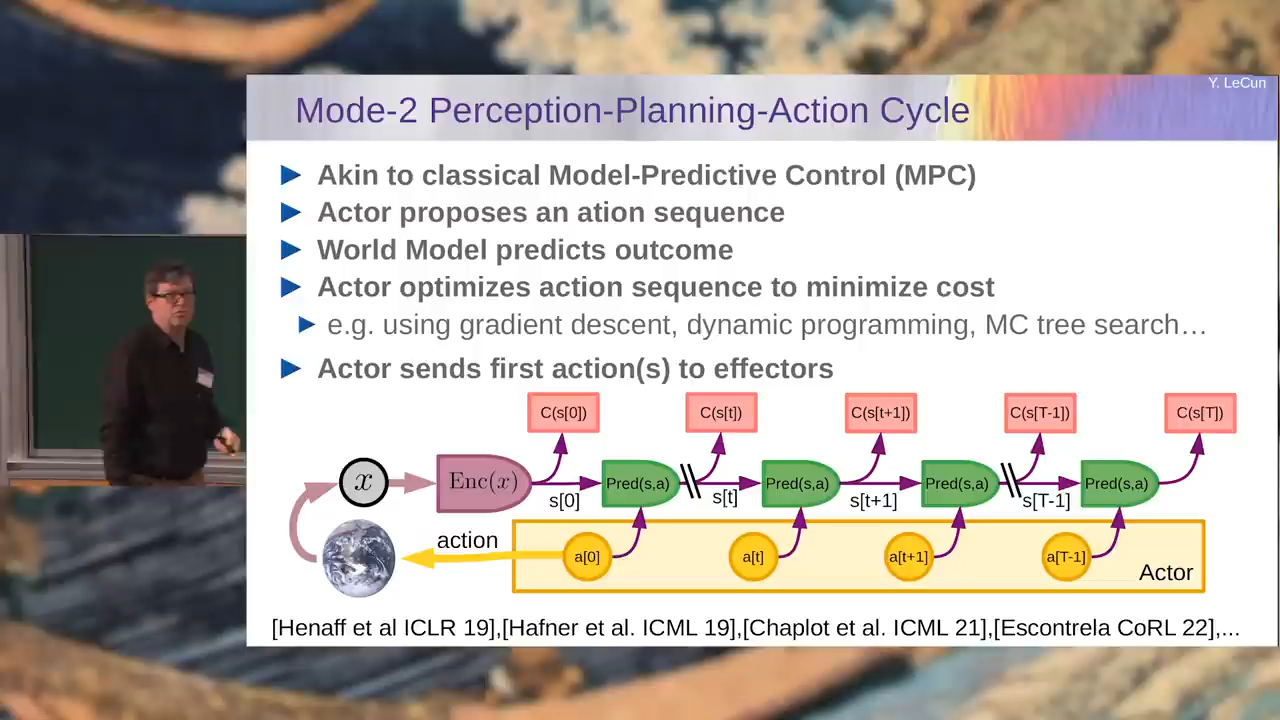 Y. LeCun
Mode-2 Perception-Planning-Action Cycle
Akin to classical Model-Predictive Control (MPC)
Actor proposes an ation sequence
World Model predicts outcome
Actor optimizes action sequence to minimize cost
e.g. using gradient descent, dynamic programming, MC tree search…
Actor sends first action(s) to effectors
C(s[0]) C(s[t]) C(s[t+1]) C(s[T-1]) C(s[T])
x Enc(x) Pred(s,a) Pred(s,a) Pred(s,a) Pred(s,a)
s[0] s[t] s[t+1] s[T-1]
action a[0] a[t] a[t+1] a[T-1]
Actor
[Henaff et al ICLR 19],[Hafner et al. ICML 19],[Chaplot et al. ICML 21],[Escontrela CoRL 22],...